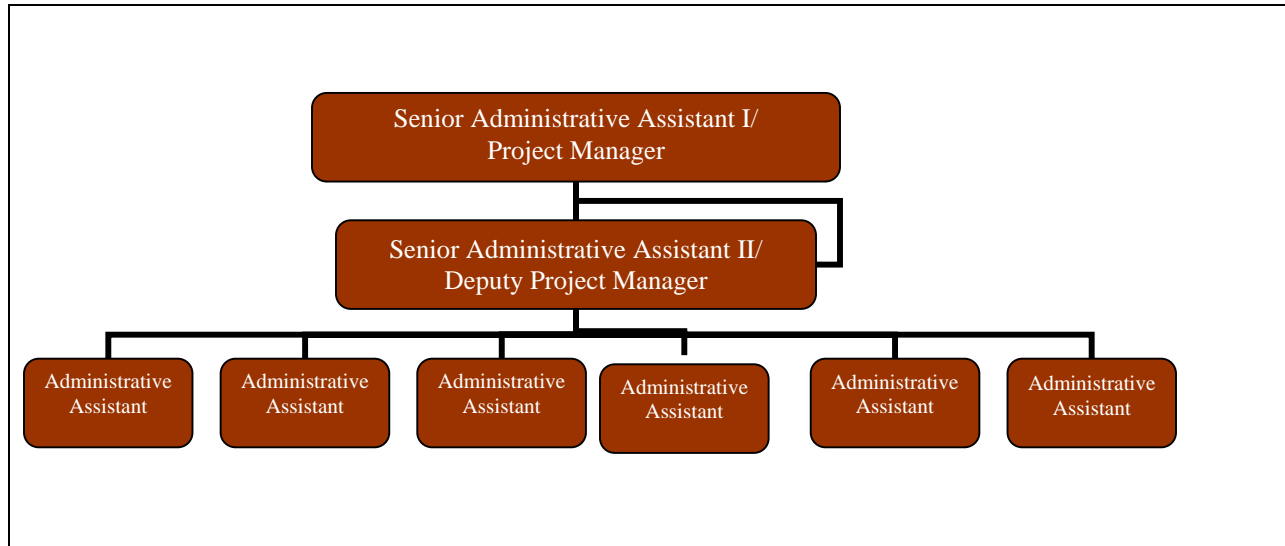 Senior Administrative Assistant I/
Project Manager
Senior Administrative Assistant II/
Deputy Project Manager
Administrative
Assistant
Administrative
Assistant
Administrative
Assistant
Administrative
Assistant
Administrative
Assistant
Administrative
Assistant